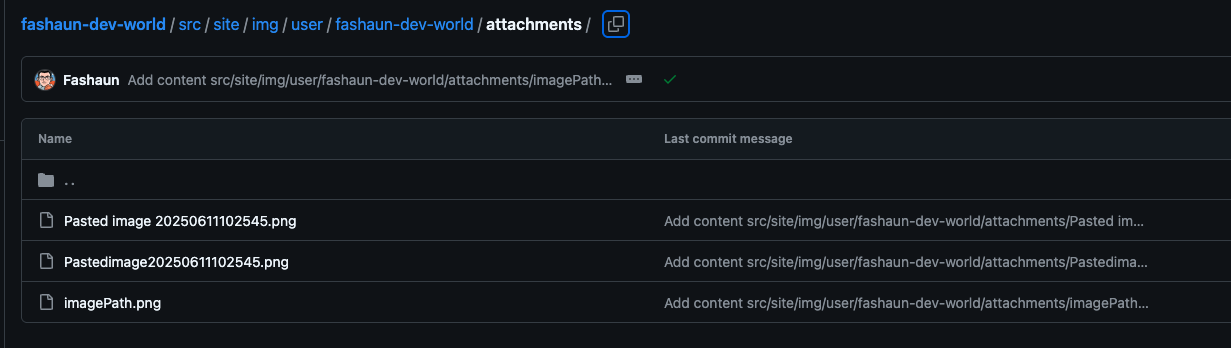 fashaun-dev-world / src / site / img / user / fashaun-dev-world / attachments /
Fashaun Add content src/site/img/user/fashaun-dev-world/attachments/imagePath...
Name Last commit message
..
Pasted image 20250611102545.png Add content src/site/img/user/fashaun-dev-world/attachments/Pasted im...
Pastedimage20250611102545.png Add content src/site/img/user/fashaun-dev-world/attachments/Pastedima...
imagePath.png Add content src/site/img/user/fashaun-dev-world/attachments/imagePath...